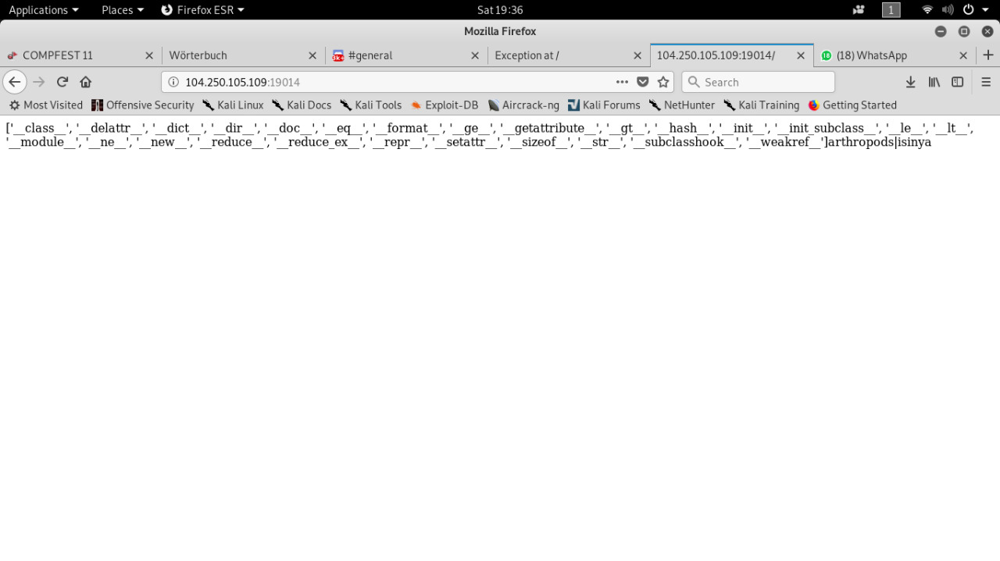 Applications Places Firefox ESR Sat 19:36 1
Mozilla Firefox
COMPFEST 11 Wörterbuch #general Exception at / 104.250.105.109:19014/ (18) WhatsApp
104.250.105.109:19014 Search
Most Visited Offensive Security Kali Linux Kali Docs Kali Tools Exploit-DB Aircrack-ng Kali Forums NetHunter Kali Training Getting Started
['__class__', '__delattr__', '__dict__', '__dir__', '__doc__', '__eq__', '__format__', '__ge__', '__getattribute__', '__gt__', '__hash__', '__init__', '__init_subclass__', '__le__', '__lt__',
'__module__', '__ne__', '__new__', '__reduce__', '__reduce_ex__', '__repr__', '__setattr__', '__sizeof__', '__str__', '__subclasshook__', '__weakref__']arthropods|isinya